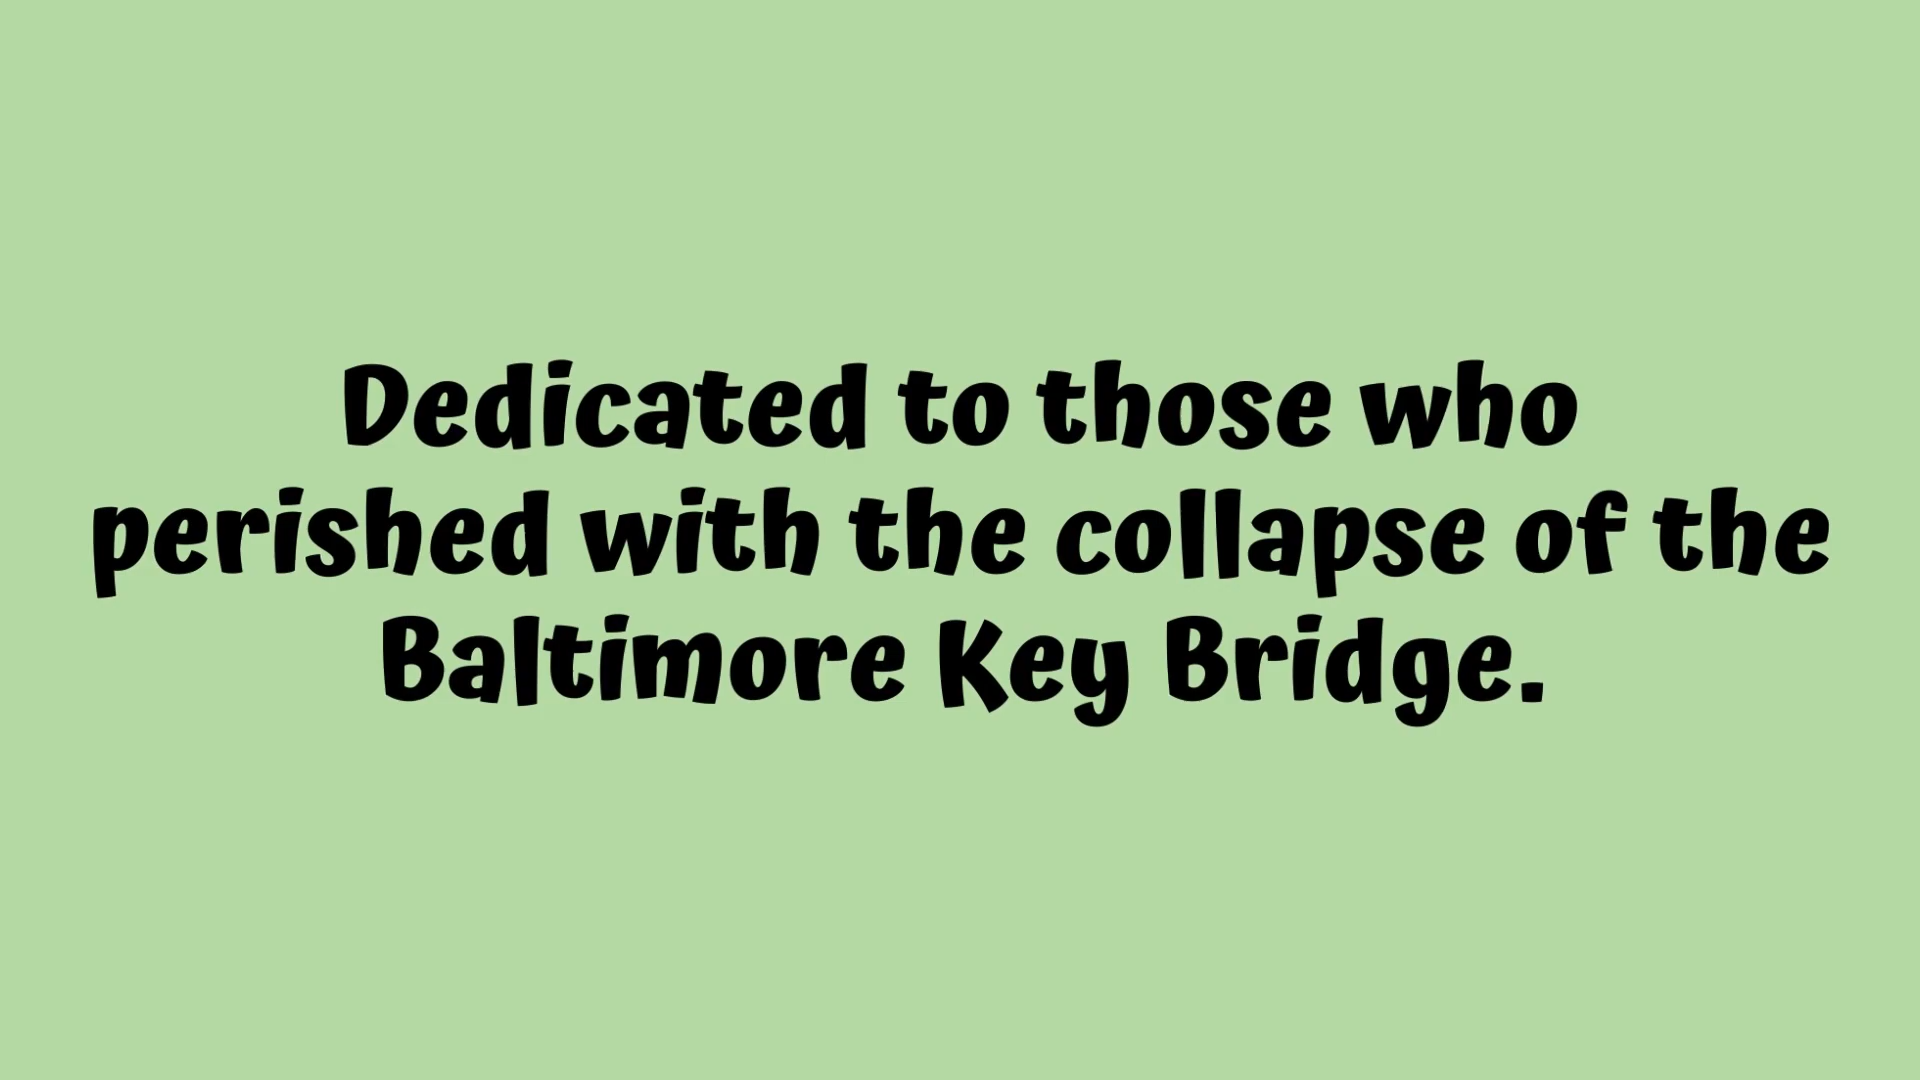 Dedicated to those who
perished with the collapse of the
Baltimore Key Bridge.